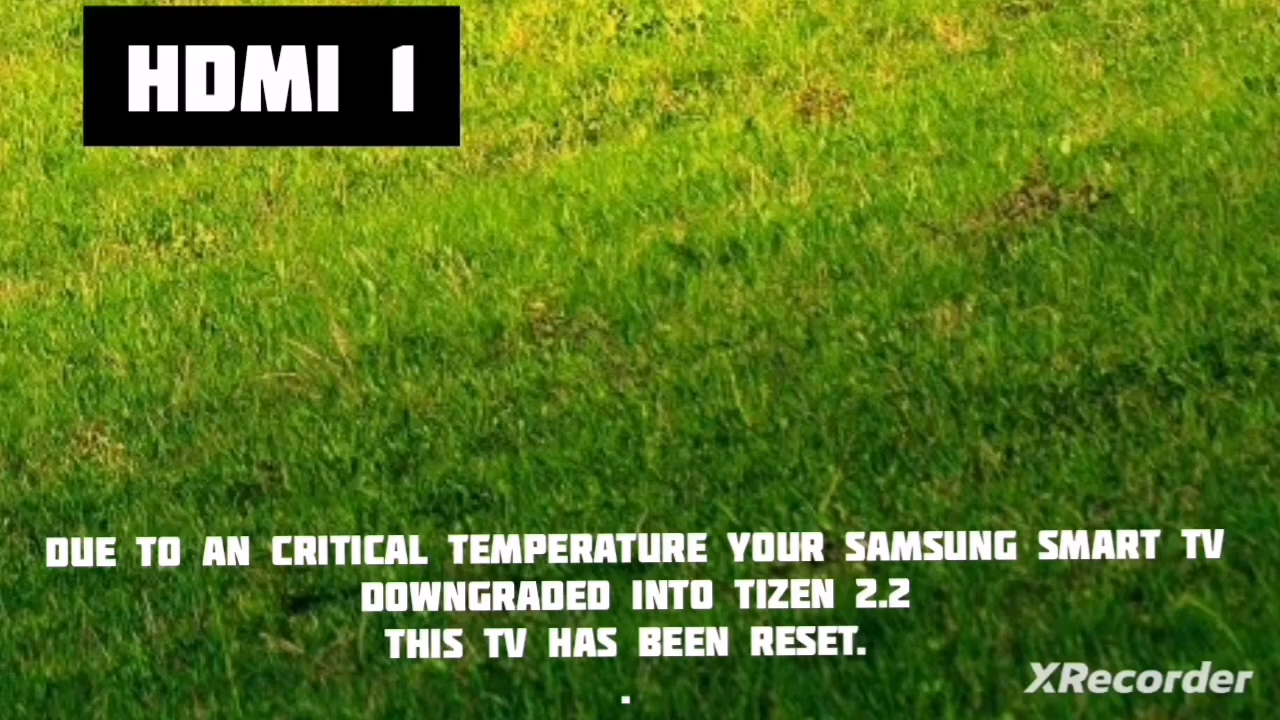 HDMI 1
DUE TO AN CRITICAL TEMPERATURE YOUR SAMSUNG SMART TV
DOWNGRADED INTO TIZEN 2.2
THIS TV HAS BEEN RESET.
.
XRecorder